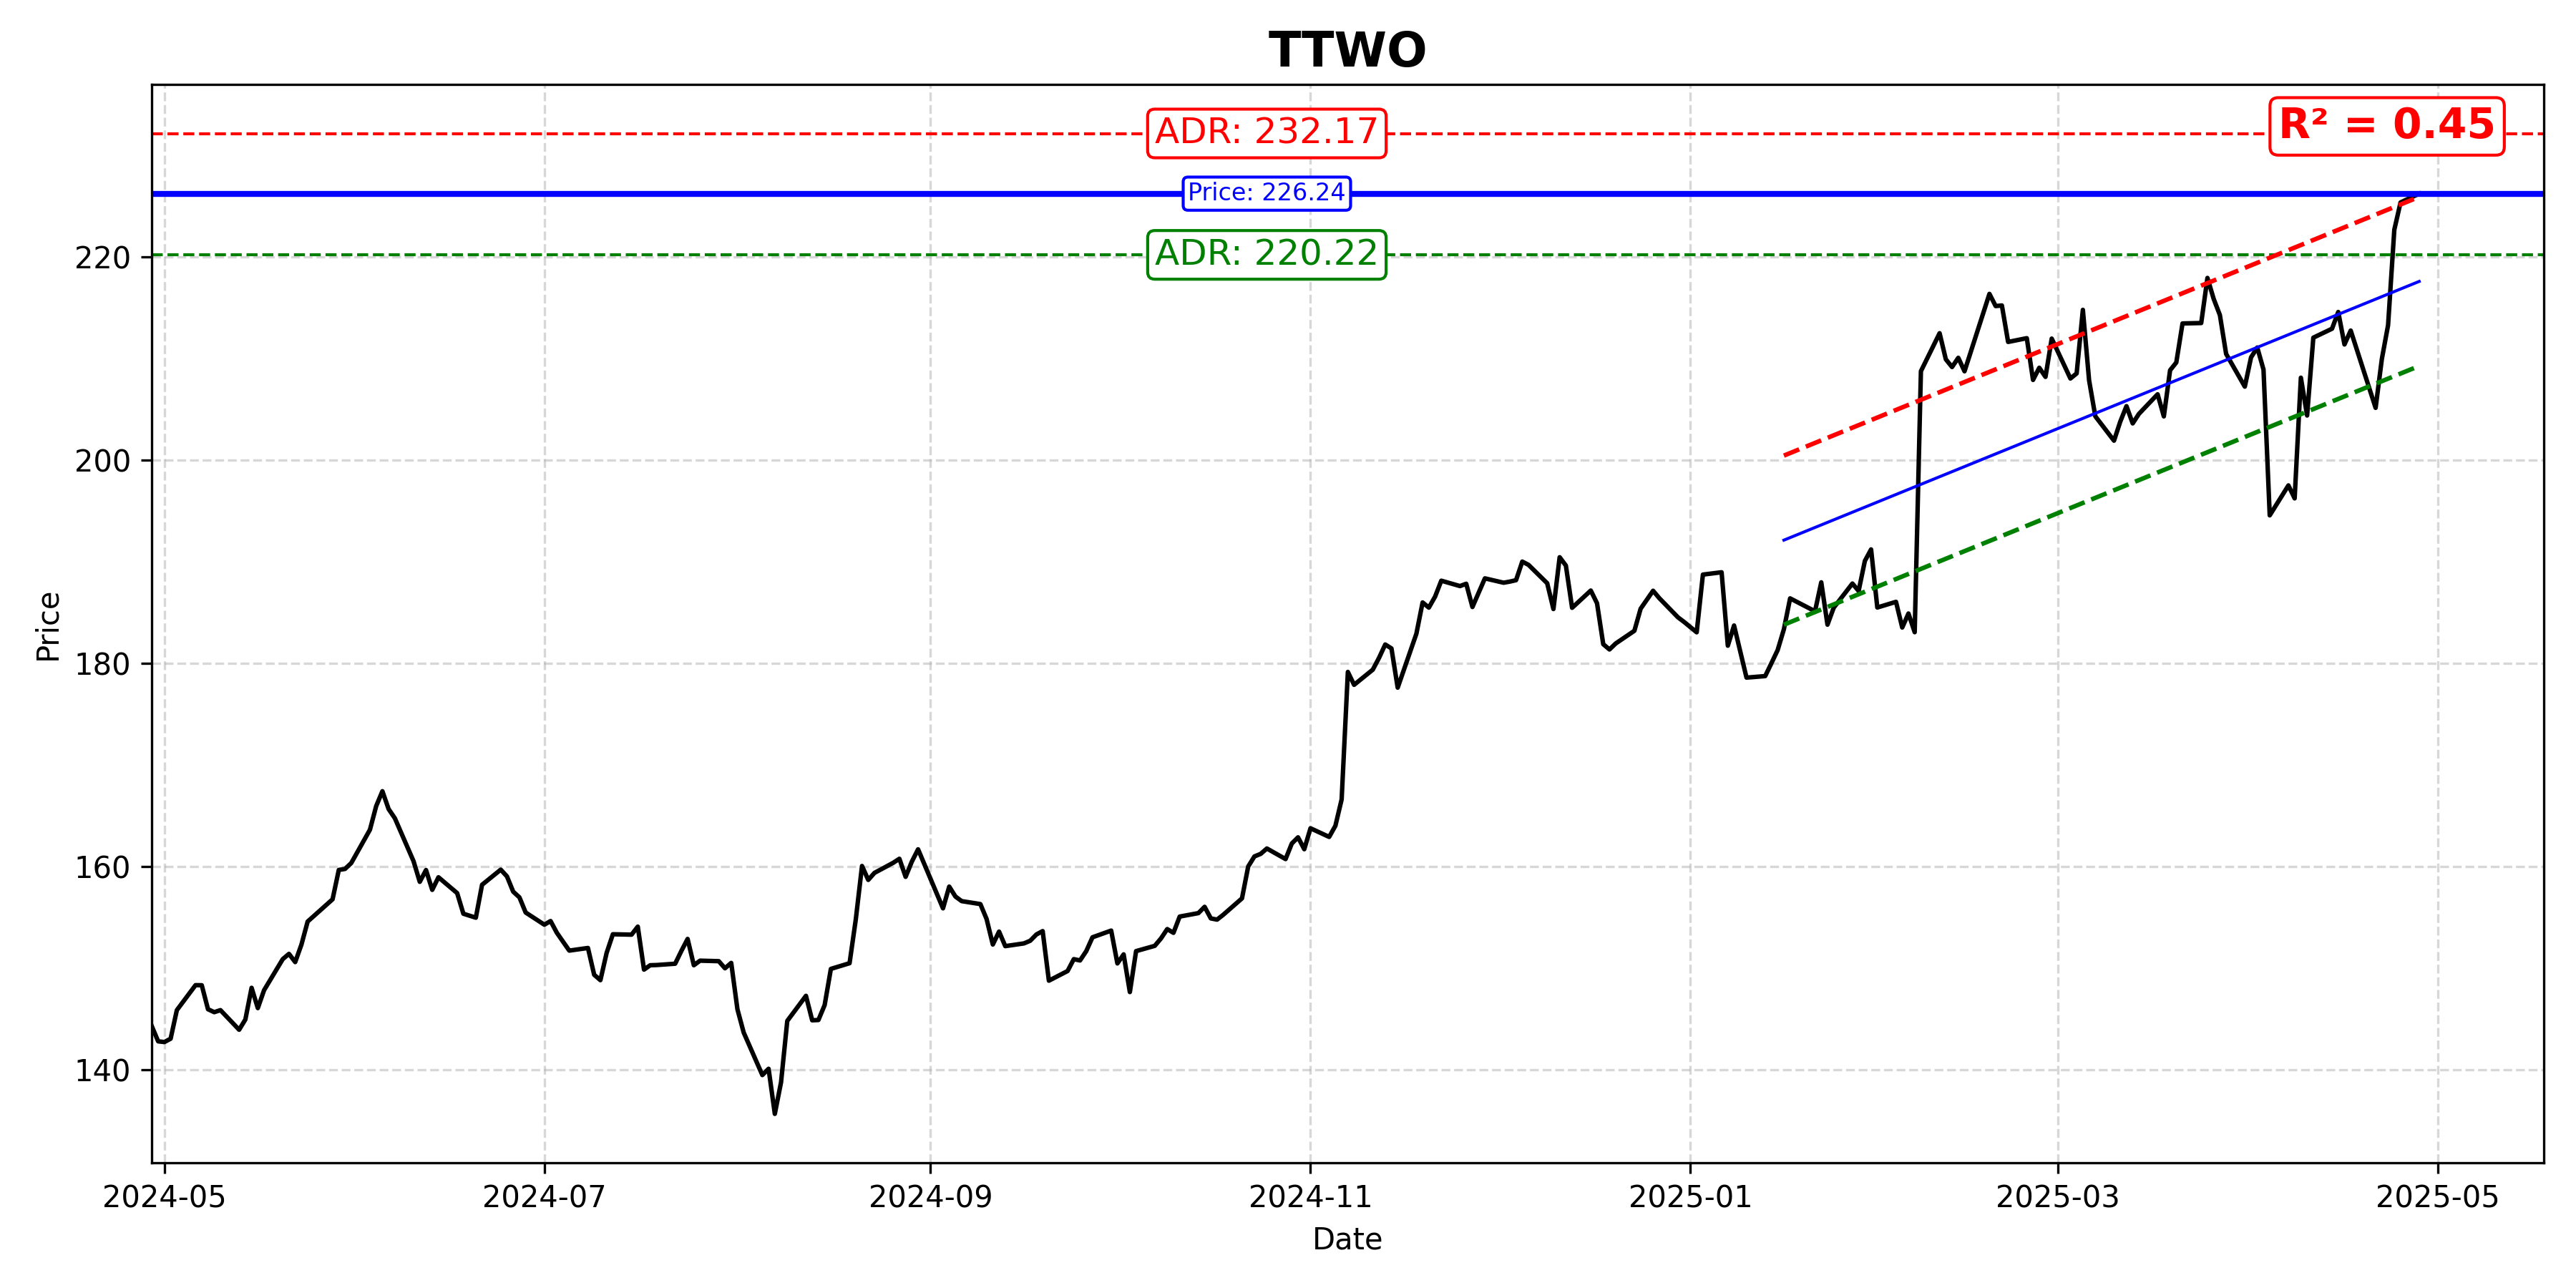 TTWO
ADR: 232.17
R² = 0.45
Price: 226.24
ADR: 220.22
220
200
180
160
140
Price
2024-05
2024-07
2024-09
2024-11
2025-01
2025-03
2025-05
Date